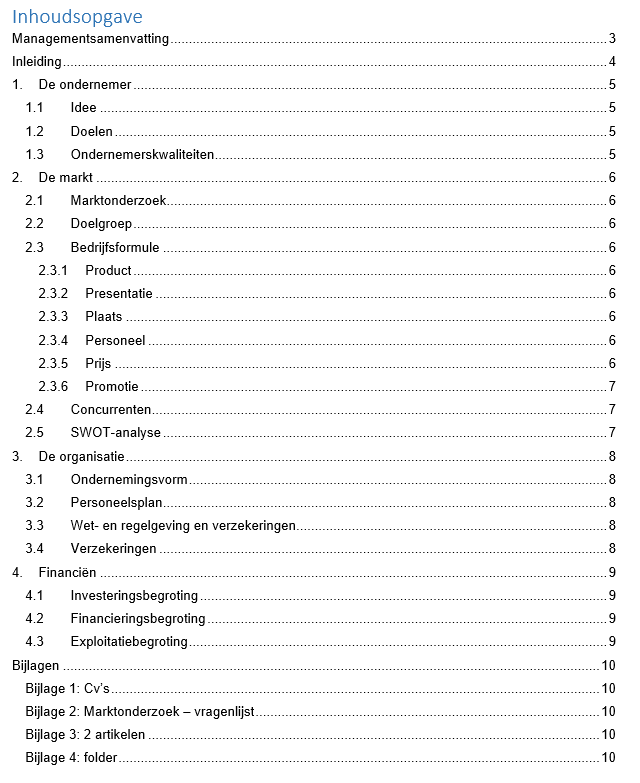 Inhoudsopgave
Managementsamenvatting 3
Inleiding 4
1. De ondernemer 5
1.1 Idee 5
1.2 Doelen 5
1.3 Ondernemerskwaliteiten 5
2. De markt 6
2.1 Marktonderzoek 6
2.2 Doelgroep 6
2.3 Bedrijfsformule 6
2.3.1 Product 6
2.3.2 Presentatie 6
2.3.3 Plaats 6
2.3.4 Personeel 6
2.3.5 Prijs 6
2.3.6 Promotie 7
2.4 Concurrenten 7
2.5 SWOT-analyse 7
3. De organisatie 8
3.1 Ondernemingsvorm 8
3.2 Personeelsplan 8
3.3 Wet- en regelgeving en verzekeringen 8
3.4 Verzekeringen 8
4. Financiën 9
4.1 Investeringsbegroting 9
4.2 Financieringsbegroting 9
4.3 Exploitatiebegroting 9
Bijlagen 10
Bijlage 1: Cv's 10
Bijlage 2: Marktonderzoek – vragenlijst 10
Bijlage 3: 2 artikelen 10
Bijlage 4: folder 10